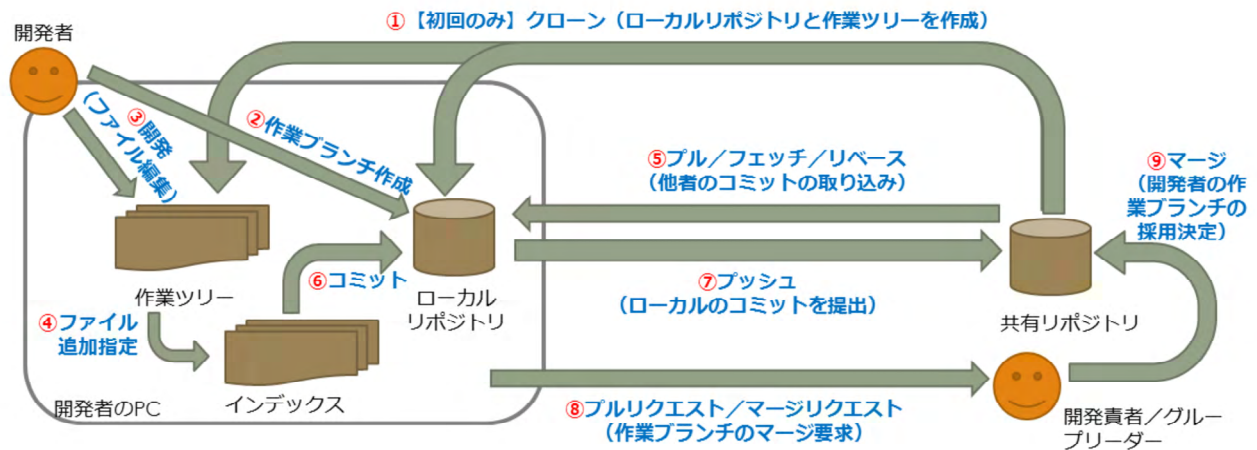 ①【初回のみ】クローン（ローカルリポジトリと作業ツリーを作成）
開発者
③開発
（ファイル編集）
②作業ブランチ作成
⑤プル／フェッチ／リベース
（他者のコミットの取り込み）
⑨マージ
（開発者の作
業ブランチの
採用決定）
⑥コミット
⑦プッシュ
（ローカルのコミットを提出）
作業ツリー
ローカル
リポジトリ
共有リポジトリ
④ファイル
追加指定
インデックス
開発者のPC
⑧プルリクエスト／マージリクエスト
（作業ブランチのマージ要求）
開発責者／グルー
プリーダー